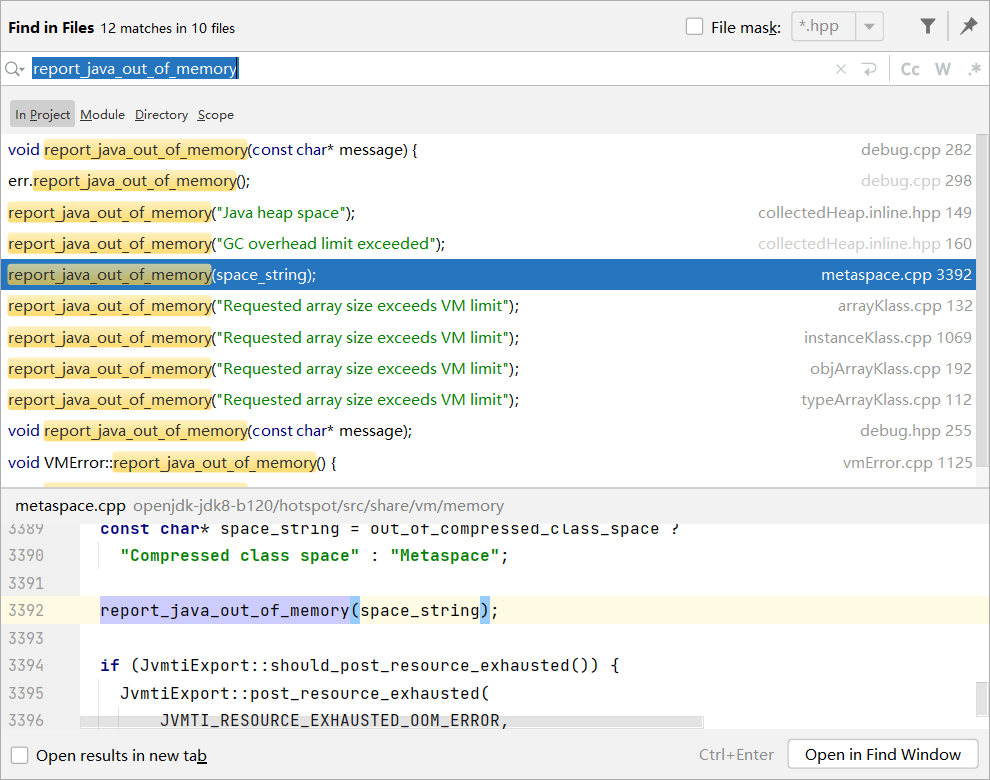 Find in Files 12 matches in 10 files File mask: *.hpp
report_java_out_of_memory Cc W .*
In Project Module Directory Scope
void report_java_out_of_memory(const char* message) { debug.cpp 282
err.report_java_out_of_memory(); debug.cpp 298
report_java_out_of_memory("Java heap space"); collectedHeap.inline.hpp 149
report_java_out_of_memory("GC overhead limit exceeded"); collectedHeap.inline.hpp 160
report_java_out_of_memory(space_string); metaspace.cpp 3392
report_java_out_of_memory("Requested array size exceeds VM limit"); arrayKlass.cpp 132
report_java_out_of_memory("Requested array size exceeds VM limit"); instanceKlass.cpp 1069
report_java_out_of_memory("Requested array size exceeds VM limit"); objArrayKlass.cpp 192
report_java_out_of_memory("Requested array size exceeds VM limit"); typeArrayKlass.cpp 112
void report_java_out_of_memory(const char* message); debug.hpp 255
void VMError::report_java_out_of_memory() { vmError.cpp 1125
metaspace.cpp openjdk-jdk8-b120/hotspot/src/share/vm/memory
3389 const char* space_string = out_of_compressed_class_space ?
3390 "Compressed class space" : "Metaspace";
3391
3392 report_java_out_of_memory(space_string);
3393
3394 if (JvmtiExport::should_post_resource_exhausted()) {
3395 JvmtiExport::post_resource_exhausted(
3396 JVMTI_RESOURCE_EXHAUSTED_OOM_ERROR,
Open results in new tab Ctrl+Enter Open in Find Window